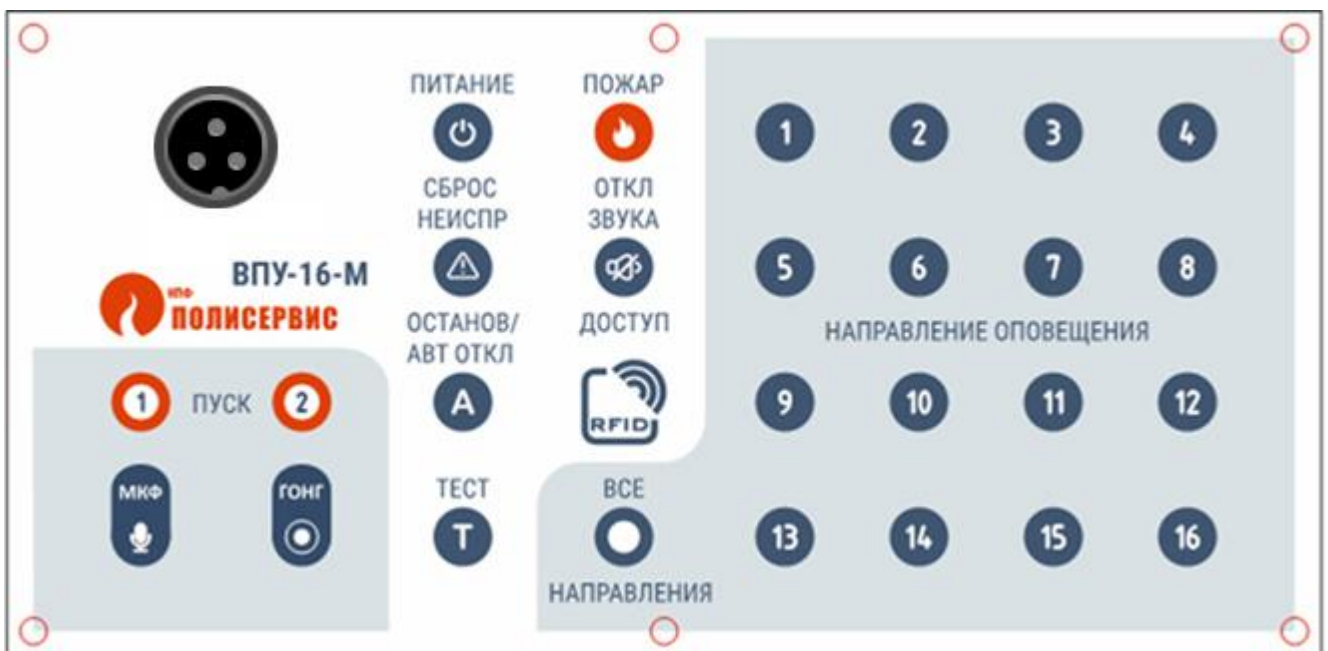 ПИТАНИЕ
ПОЖАР
1
2
3
4
СБРОС
НЕИСПР
ОТКЛ
ЗВУКА
ВПУ-16-М
НПФ
ПОЛИСЕРВИС
5
6
7
8
ОСТАНОВ/
АВТ ОТКЛ
A
ДОСТУП
RFID
НАПРАВЛЕНИЕ ОПОВЕЩЕНИЯ
1 ПУСК 2
9
10
11
12
МКФ
ГОНГ
ТЕСТ
T
ВСЕ
НАПРАВЛЕНИЯ
13
14
15
16